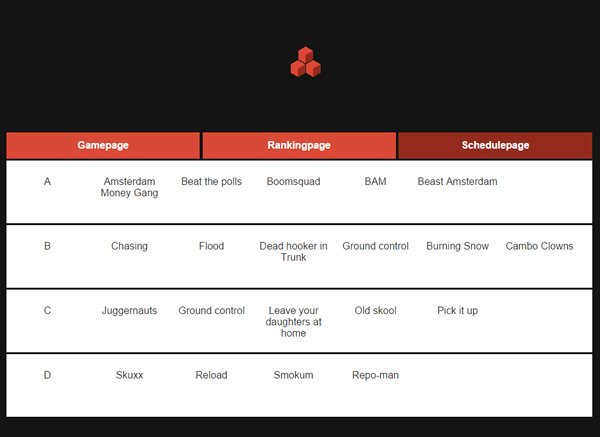 Gamepage Rankingpage Schedulepage
A Amsterdam Money Gang Beat the polls Boomsquad BAM Beast Amsterdam
B Chasing Flood Dead hooker in Trunk Ground control Burning Snow Cambo Clowns
C Juggernauts Ground control Leave your daughters at home Old skool Pick it up
D Skuxx Reload Smokum Repo-man